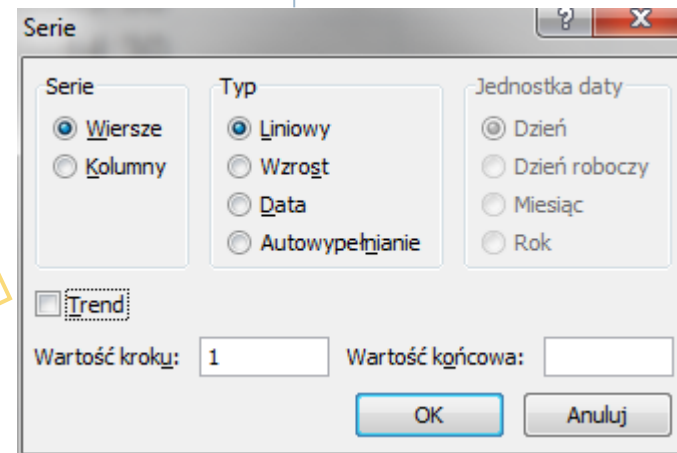 Serie
Serie
Wiersze
Kolumny
Typ
Liniowy
Wzrost
Data
Autowypełnianie
Jednostka daty
Dzień
Dzień roboczy
Miesiąc
Rok
Trend
Wartość kroku: 1
Wartość końcowa:
OK
Anuluj